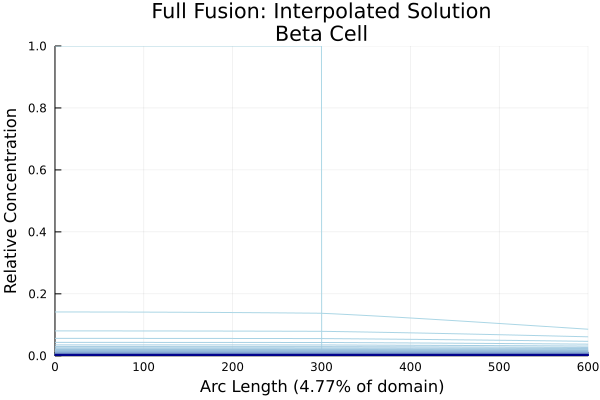 Full Fusion: Interpolated Solution
Beta Cell
Relative Concentration
1.0
0.8
0.6
0.4
0.2
0.0
0 100 200 300 400 500 600
Arc Length (4.77% of domain)